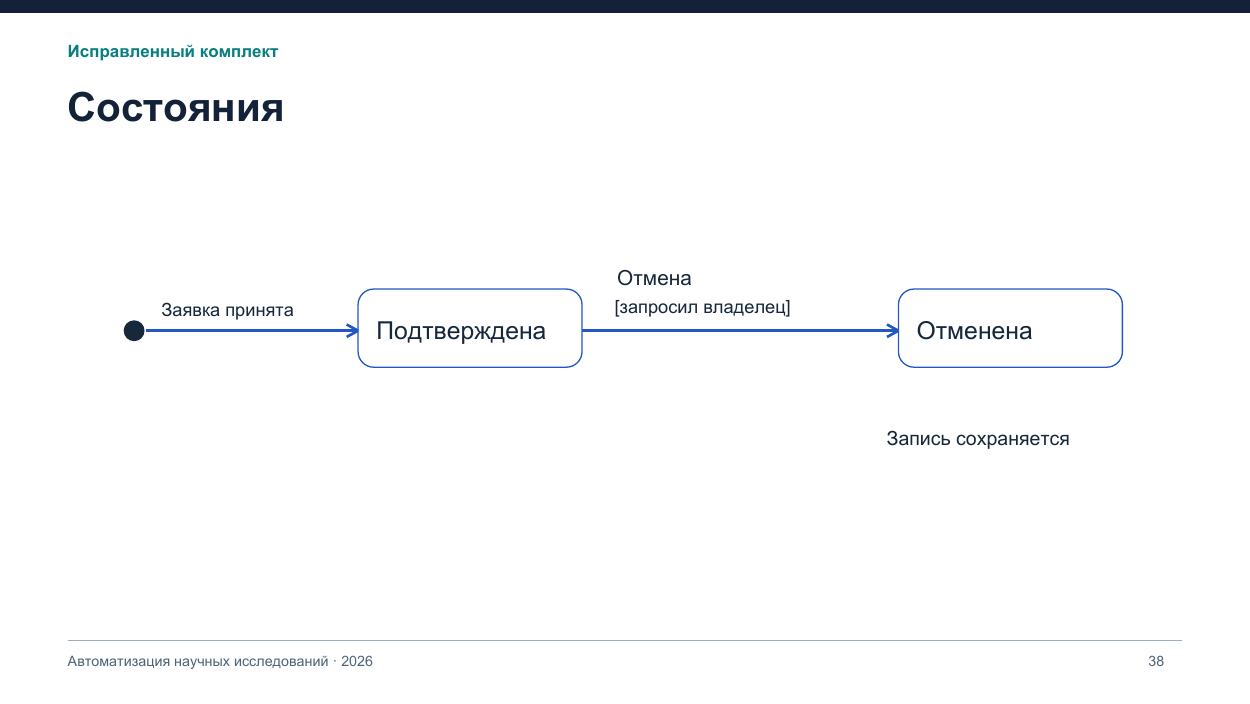 Исправленный комплект
Состояния
Отмена
Заявка принята
[запросил владелец]
Подтверждена
Отменена
Запись сохраняется
Автоматизация научных исследований · 2026
38